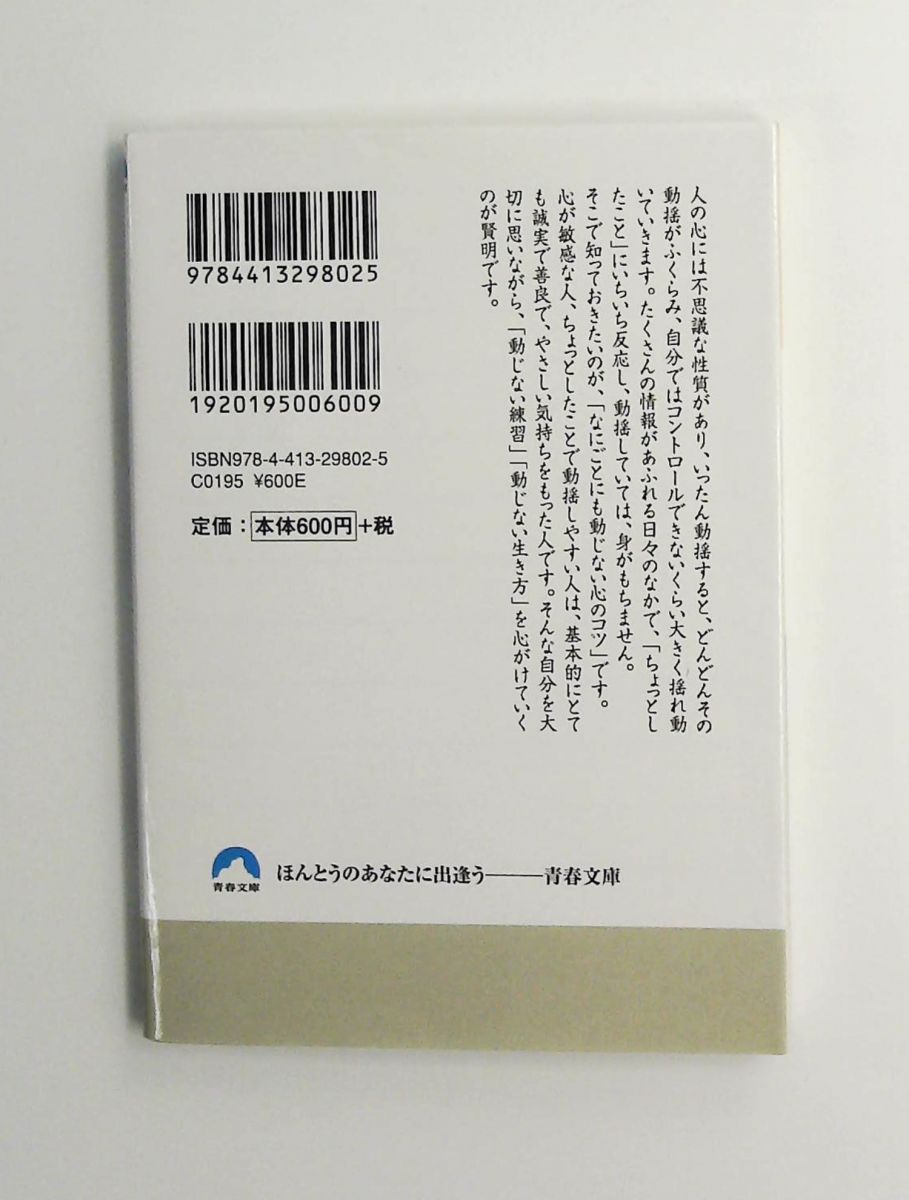 人の心には不思議な性質があり、いったん動揺すると、どんどんその
動揺がふくらみ、自分ではコントロールできないくらい大きく揺れ動
いていきます。たくさんの情報があふれる日々のなかで、「ちょっとし
たこと」にいちいち反応し、動揺していては、身がもちません。
そこで知っておきたいのが、「なにごとにも動じない心のコツ」です。
心が敏感な人、ちょっとしたことで動揺しやすい人は、基本的にとて
も誠実で善良で、やさしい気持ちをもった人です。そんな自分を大
切に思いながら、「動じない練習」「動じない生き方」を心がけていく
のが賢明です。
9784413298025
1920195006009
ISBN978-4-413-29802-5
C0195 ¥600E
定価：本体600円+税
青春文庫
ほんとうのあなたに出逢う───青春文庫